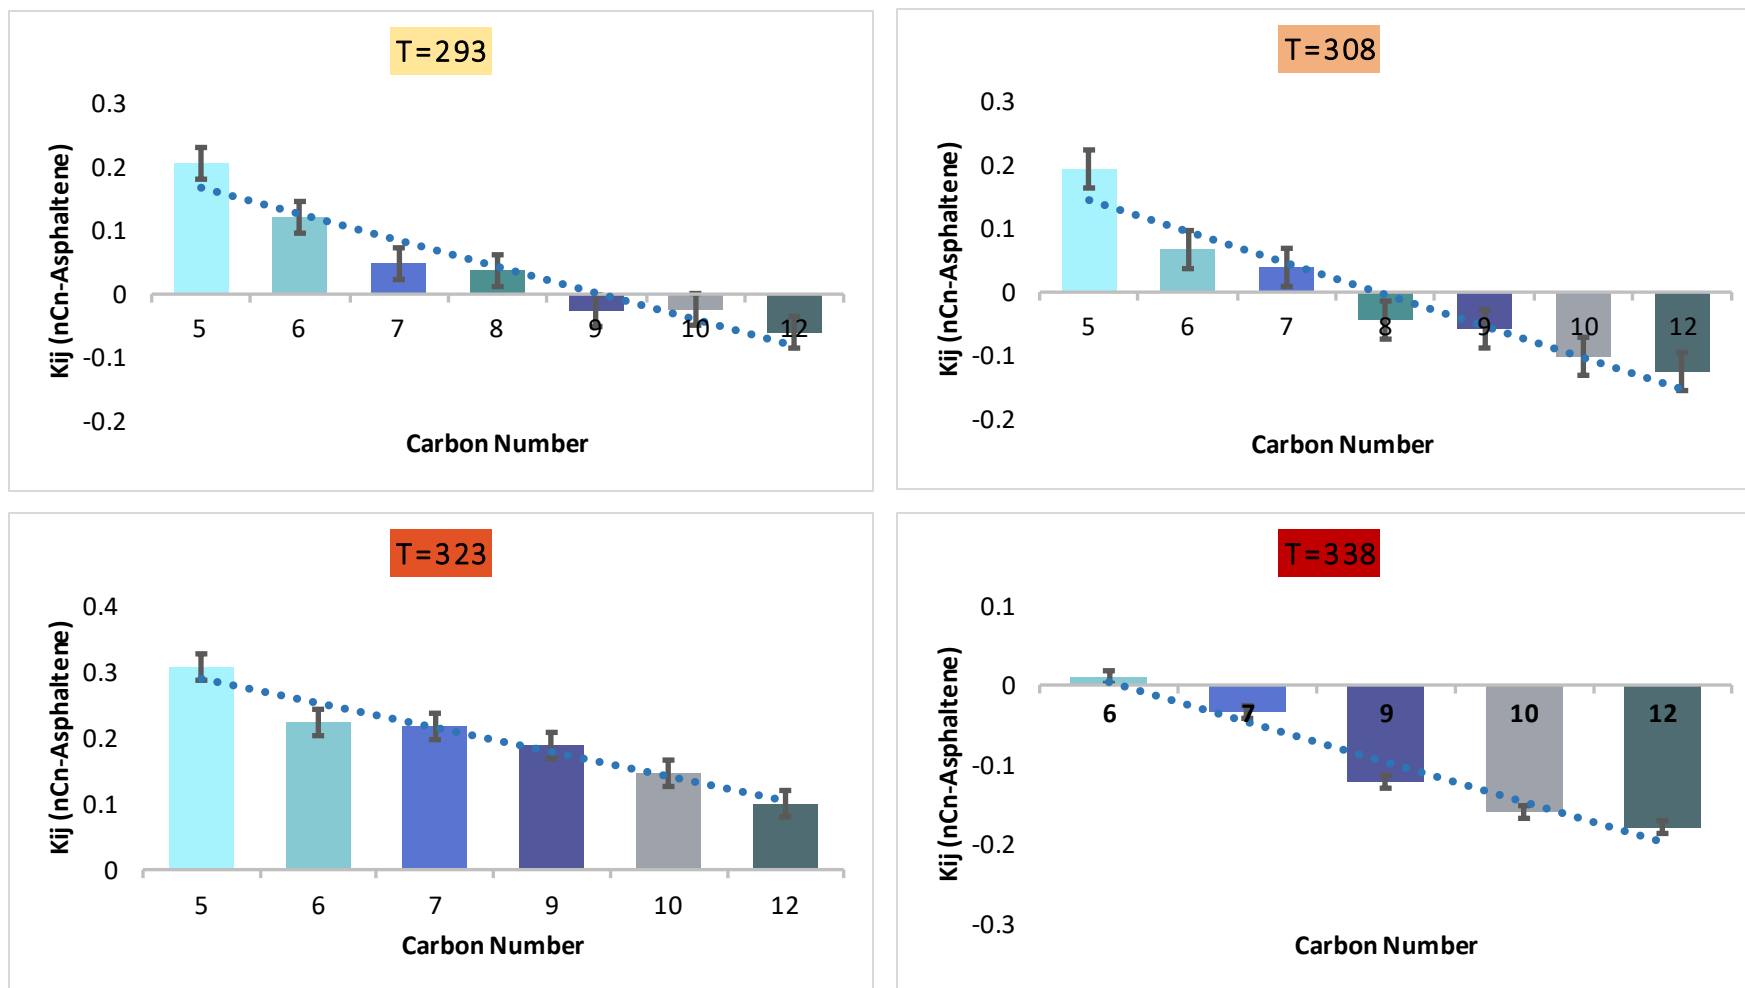 T=293
Kij (nCn-Asphaltene)
0.3
0.2
0.1
0
-0.1
-0.2
5 6 7 8 9 10 12
Carbon Number
T=308
Kij (nCn-Asphaltene)
0.3
0.2
0.1
0
-0.1
-0.2
5 6 7 8 9 10 12
Carbon Number
T=323
Kij (nCn-Asphaltene)
0.4
0.3
0.2
0.1
0
5 6 7 9 10 12
Carbon Number
T=338
Kij (nCn-Asphaltene)
0.1
0
-0.1
-0.2
-0.3
6 7 9 10 12
Carbon Number